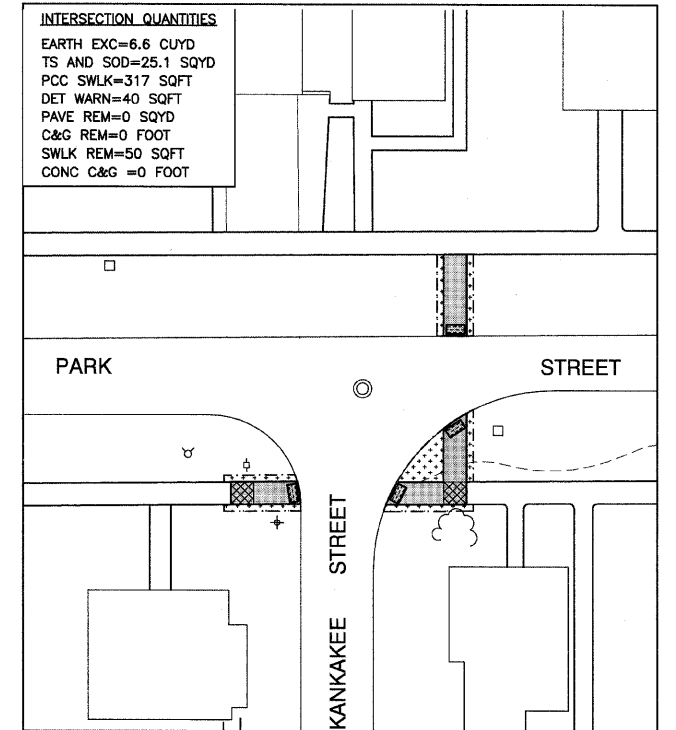 INTERSECTION QUANTITIES
EARTH EXC=6.6 CUYD
TS AND SOD=25.1 SQYD
PCC SWLK=317 SQFT
DET WARN=40 SQFT
PAVE REM=0 SQYD
C&G REM=0 FOOT
SWLK REM=50 SQFT
CONC C&G =0 FOOT
PARK STREET
KANKAKEE STREET